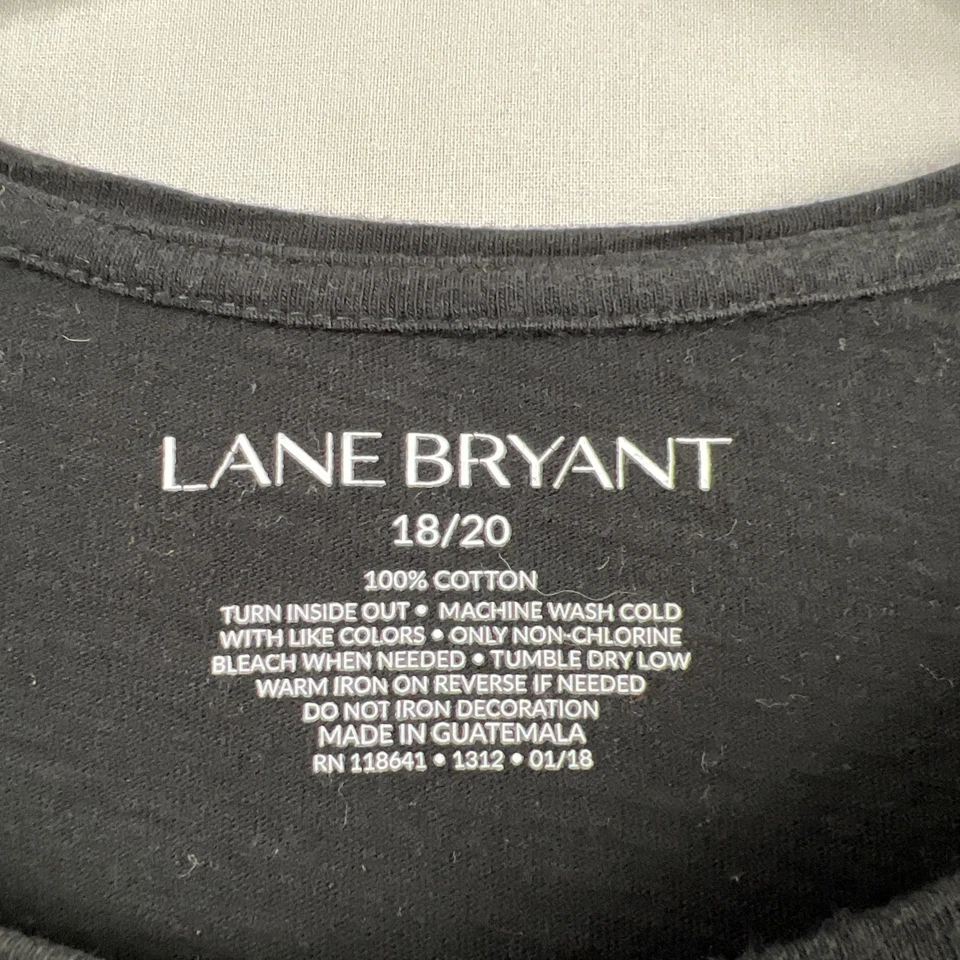 LANE BRYANT
18/20
100% COTTON
TURN INSIDE OUT • MACHINE WASH COLD
WITH LIKE COLORS • ONLY NON-CHLORINE
BLEACH WHEN NEEDED • TUMBLE DRY LOW
WARM IRON ON REVERSE IF NEEDED
DO NOT IRON DECORATION
MADE IN GUATEMALA
RN 118641 • 1312 • 01/18